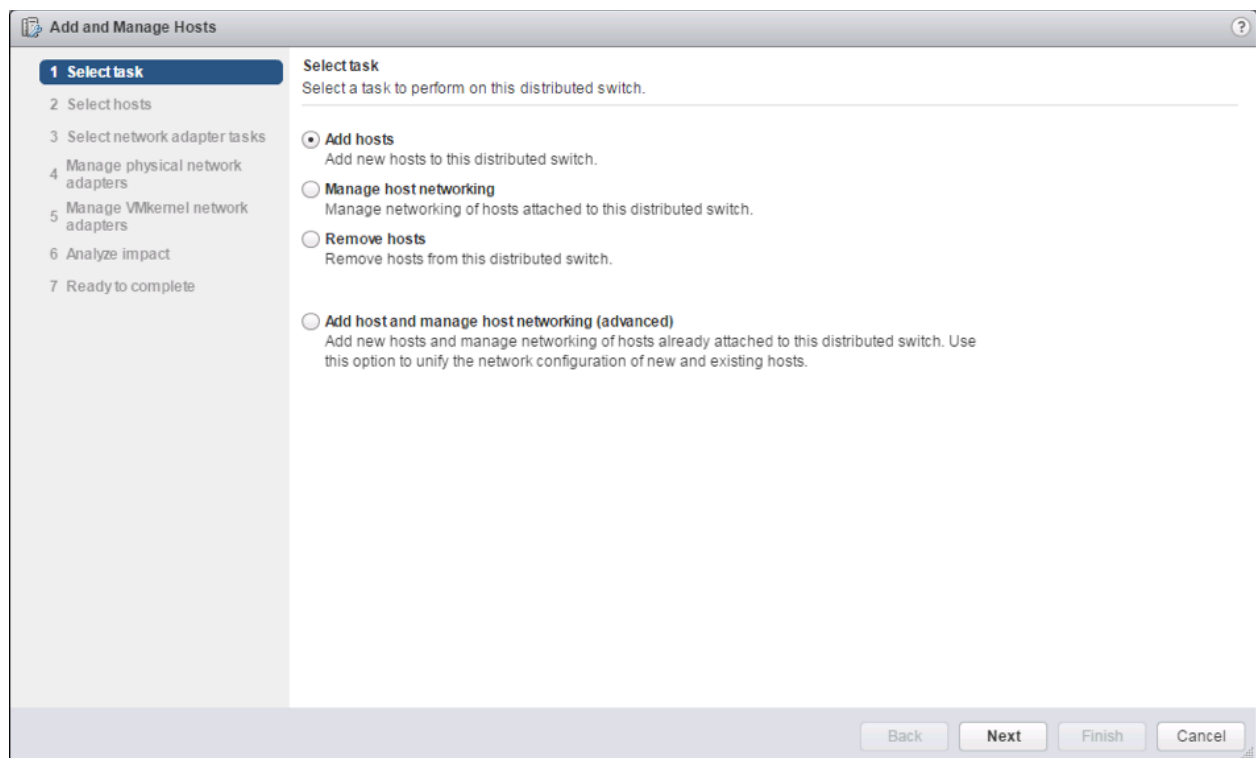 Add and Manage Hosts
?
1 Select task
2 Select hosts
3 Select network adapter tasks
4 Manage physical network
adapters
5 Manage VMkernel network
adapters
6 Analyze impact
7 Ready to complete
Select task
Select a task to perform on this distributed switch.
Add hosts
Add new hosts to this distributed switch.
Manage host networking
Manage networking of hosts attached to this distributed switch.
Remove hosts
Remove hosts from this distributed switch.
Add host and manage host networking (advanced)
Add new hosts and manage networking of hosts already attached to this distributed switch. Use
this option to unify the network configuration of new and existing hosts.
Back
Next
Finish
Cancel